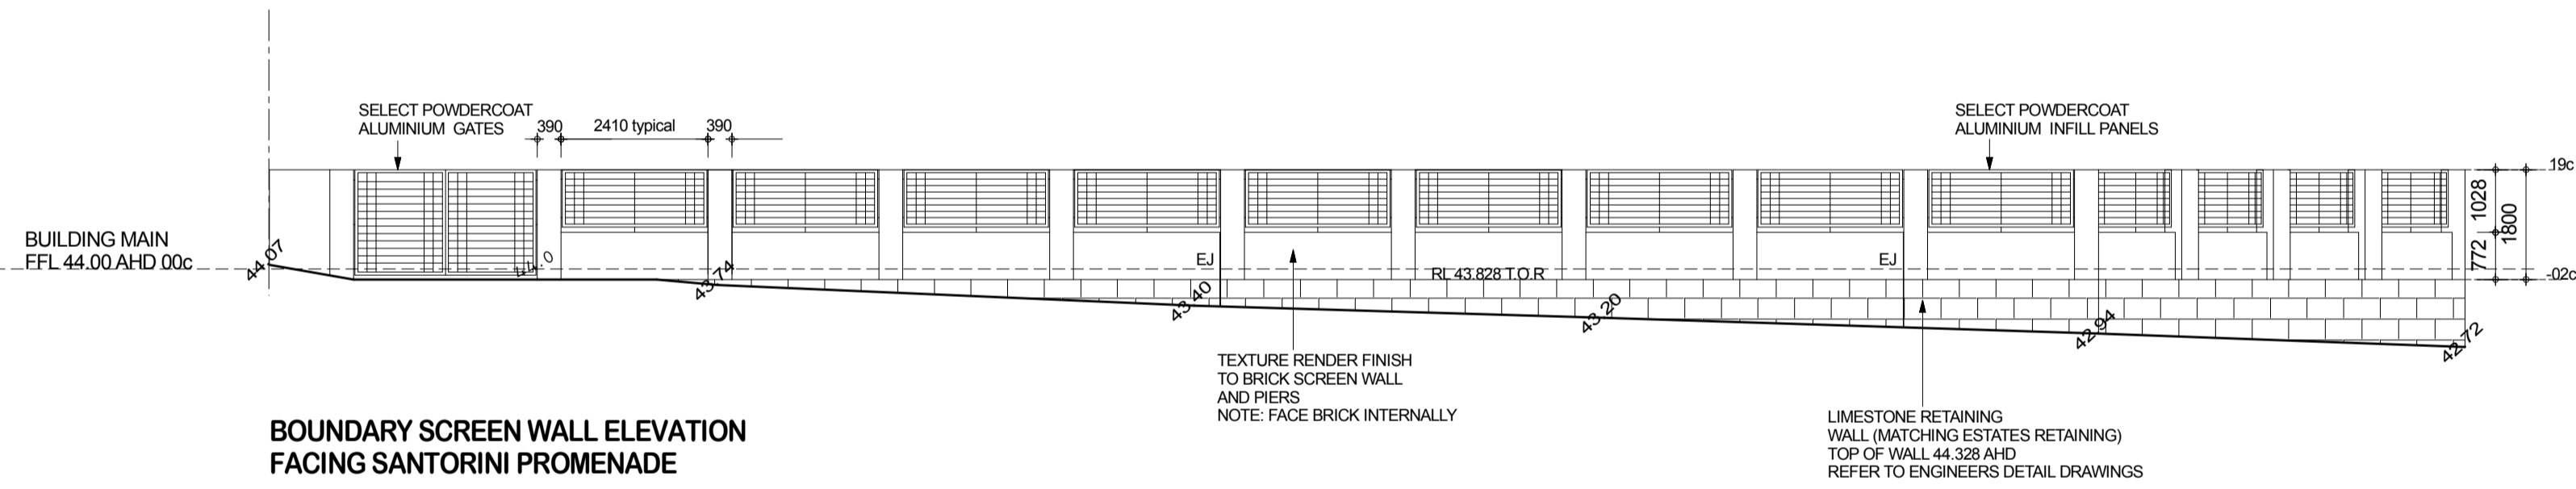 SELECT POWDERCOAT
ALUMINIUM GATES
390
2410 typical
390
SELECT POWDERCOAT
ALUMINIUM INFILL PANELS
19c
1028
1800
772
-02c
BUILDING MAIN
FFL 44.00 AHD 00c
44.07
44.0
43.74
EJ
43.40
RL 43.828 T.O.R
43.20
EJ
42.94
42.72
TEXTURE RENDER FINISH
TO BRICK SCREEN WALL
AND PIERS
NOTE: FACE BRICK INTERNALLY
LIMESTONE RETAINING
WALL (MATCHING ESTATES RETAINING)
TOP OF WALL 44.328 AHD
REFER TO ENGINEERS DETAIL DRAWINGS
BOUNDARY SCREEN WALL ELEVATION
FACING SANTORINI PROMENADE